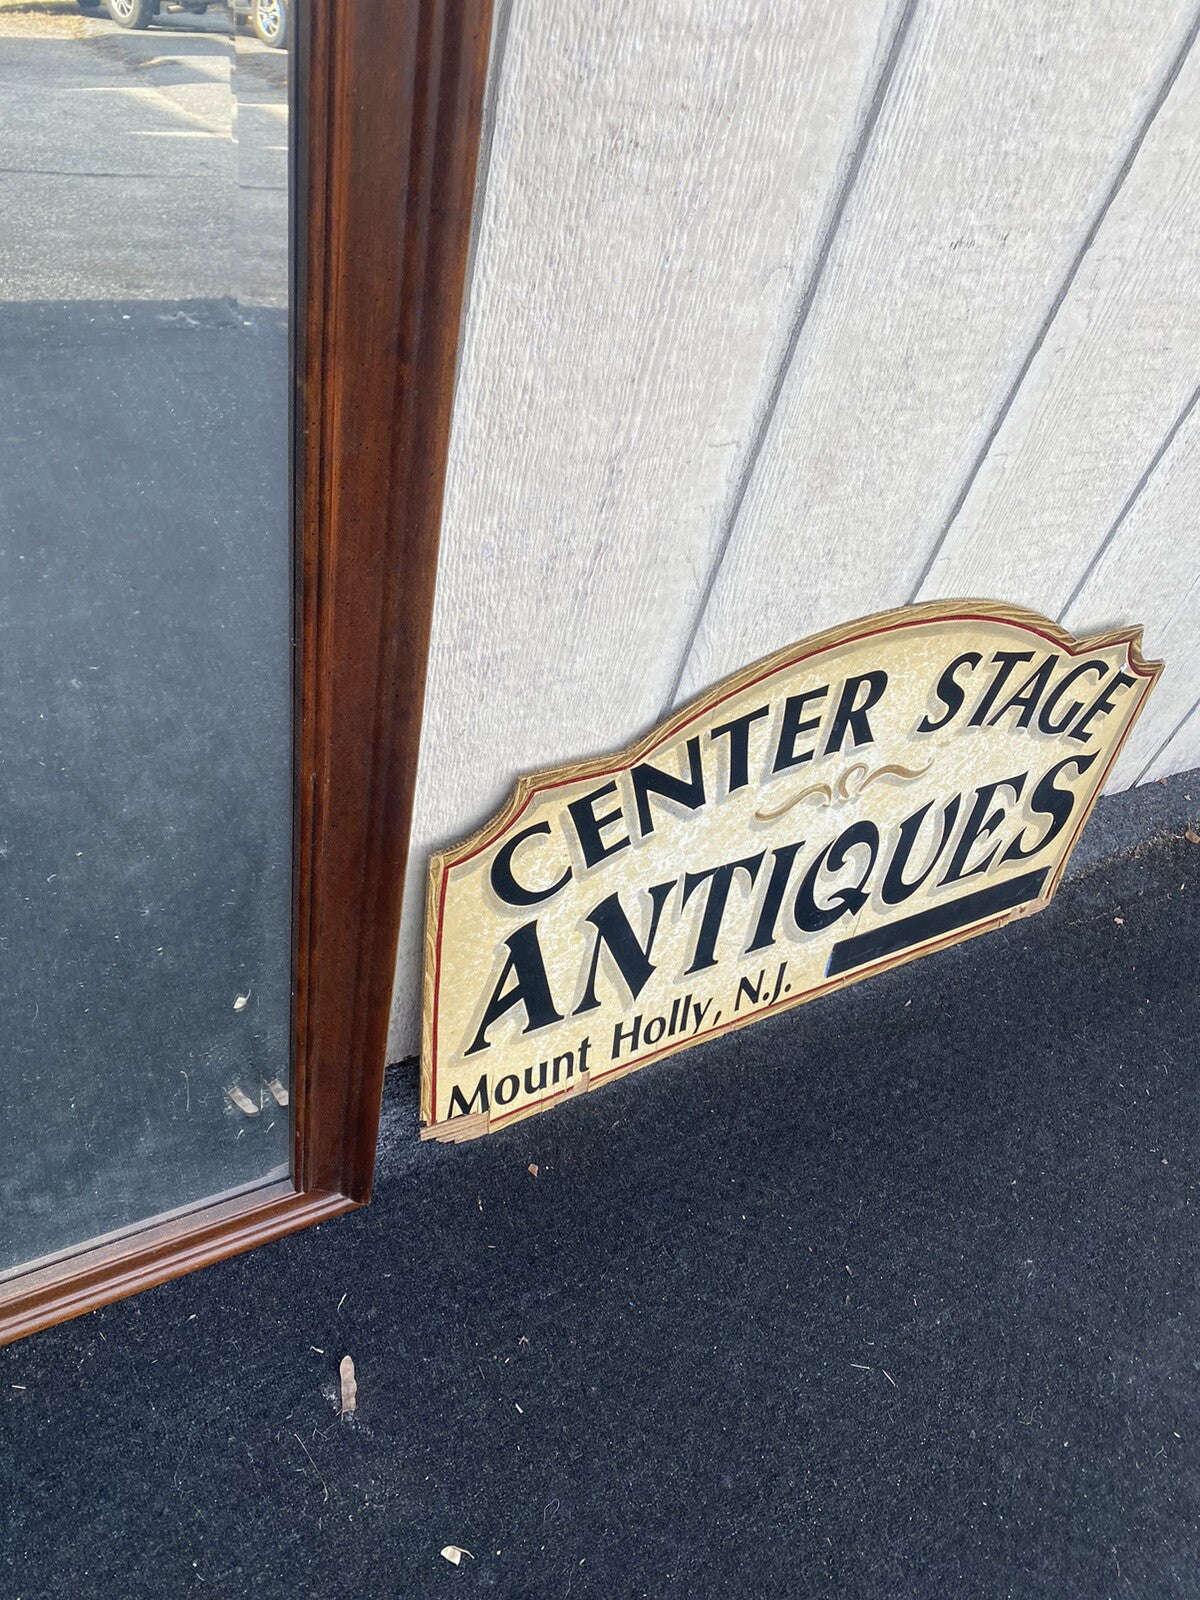 CENTER STAGE
ANTIQUES
Mount Holly, N.J.